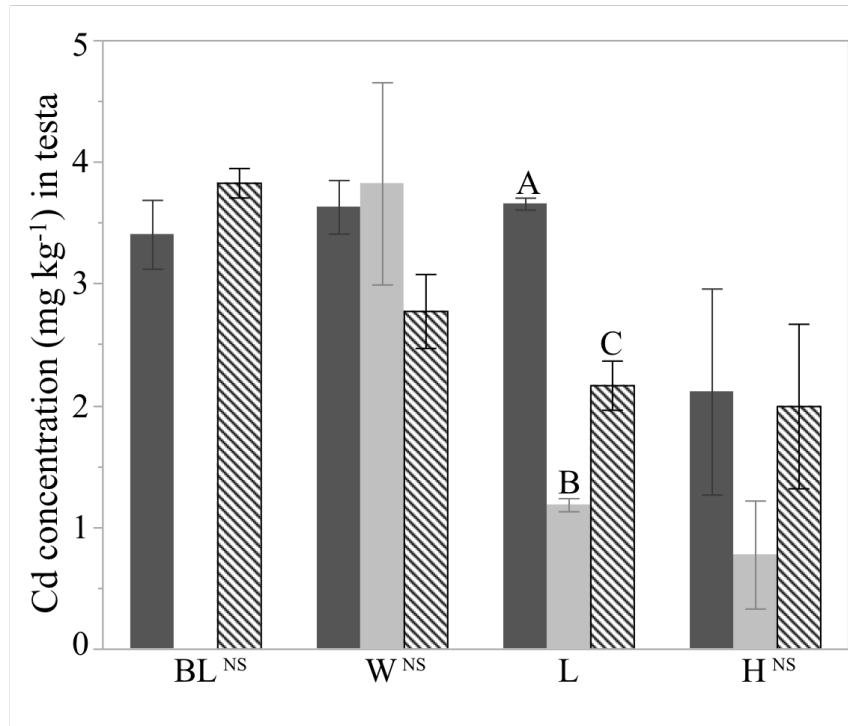 Cd concentration (mg kg⁻¹) in testa
5
4
3
2
1
0
A
B
C
BL NS
W NS
L
H NS